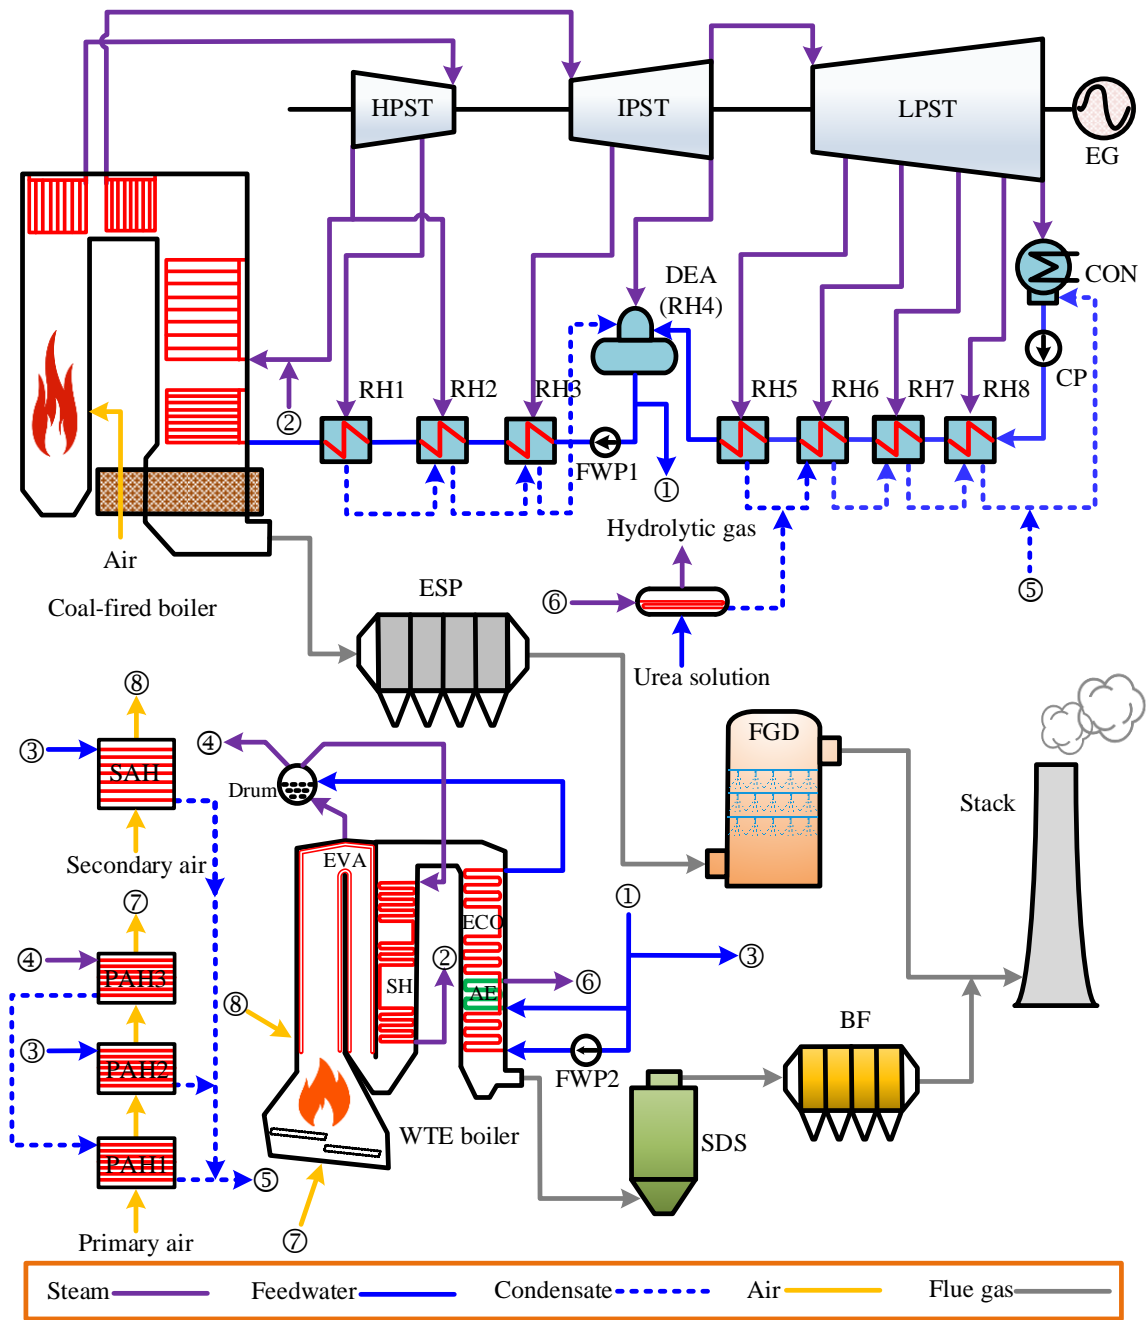 HPST
IPST
LPST
EG
DEA
(RH4)
CON
CP
RH1
RH2
RH3
RH5
RH6
RH7
RH8
②
FWP1
①
Air
Hydrolytic gas
⑤
Coal-fired boiler
ESP
⑥
Urea solution
⑧
③
SAH
④
Drum
FGD
Stack
Secondary air
EVA
⑦
①
ECO
④
PAH3
②
SH
AE
⑥
③
⑧
BF
③
PAH2
FWP2
WTE boiler
SDS
PAH1
⑤
Primary air
⑦
Steam
Feedwater
Condensate
Air
Flue gas